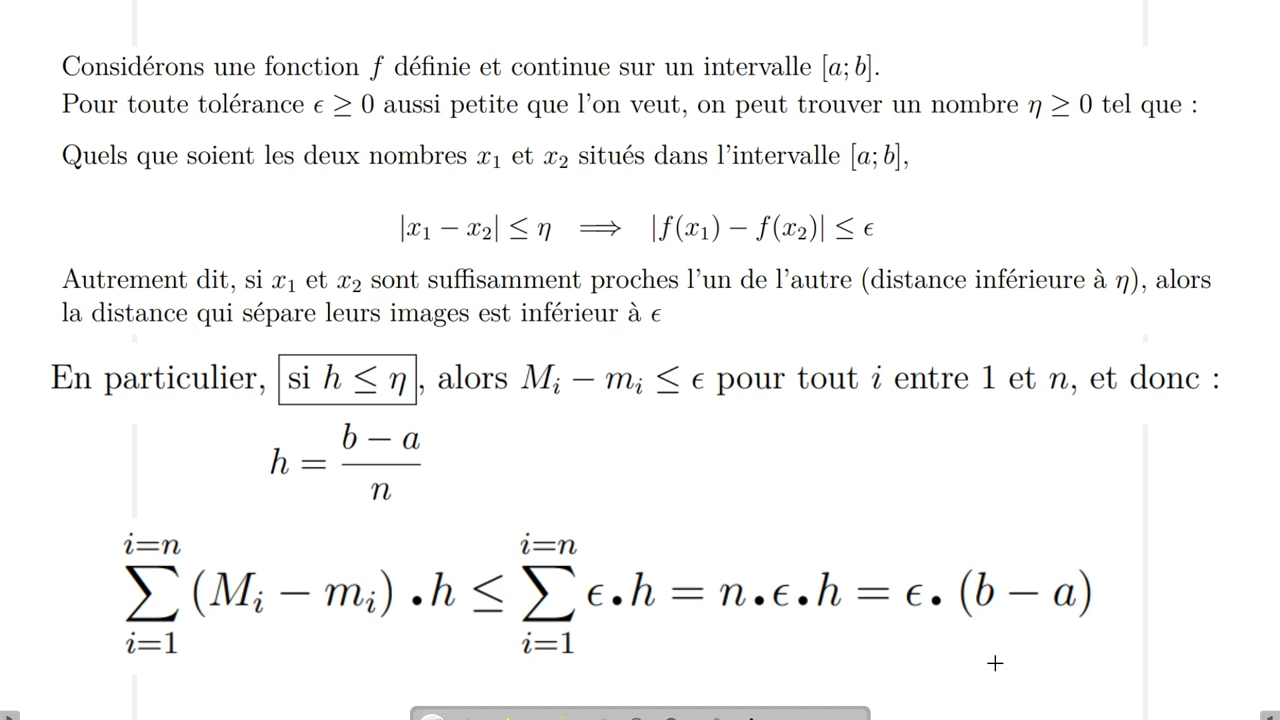 Considérons une fonction f définie et continue sur un intervalle [a; b].
Pour toute tolérance ϵ ≥ 0 aussi petite que l'on veut, on peut trouver un nombre η ≥ 0 tel que :
Quels que soient les deux nombres x₁ et x₂ situés dans l'intervalle [a; b],
|x₁ − x₂| ≤ η ⟹ |f(x₁) − f(x₂)| ≤ ϵ
Autrement dit, si x₁ et x₂ sont suffisamment proches l'un de l'autre (distance inférieure à η), alors
la distance qui sépare leurs images est inférieur à ϵ
En particulier, si h ≤ η, alors Mᵢ − mᵢ ≤ ϵ pour tout i entre 1 et n, et donc :
h = (b − a)/n
∑_{i=1}^{i=n} (Mᵢ − mᵢ) • h ≤ ∑_{i=1}^{i=n} ϵ•h = n•ϵ•h = ϵ• (b − a)